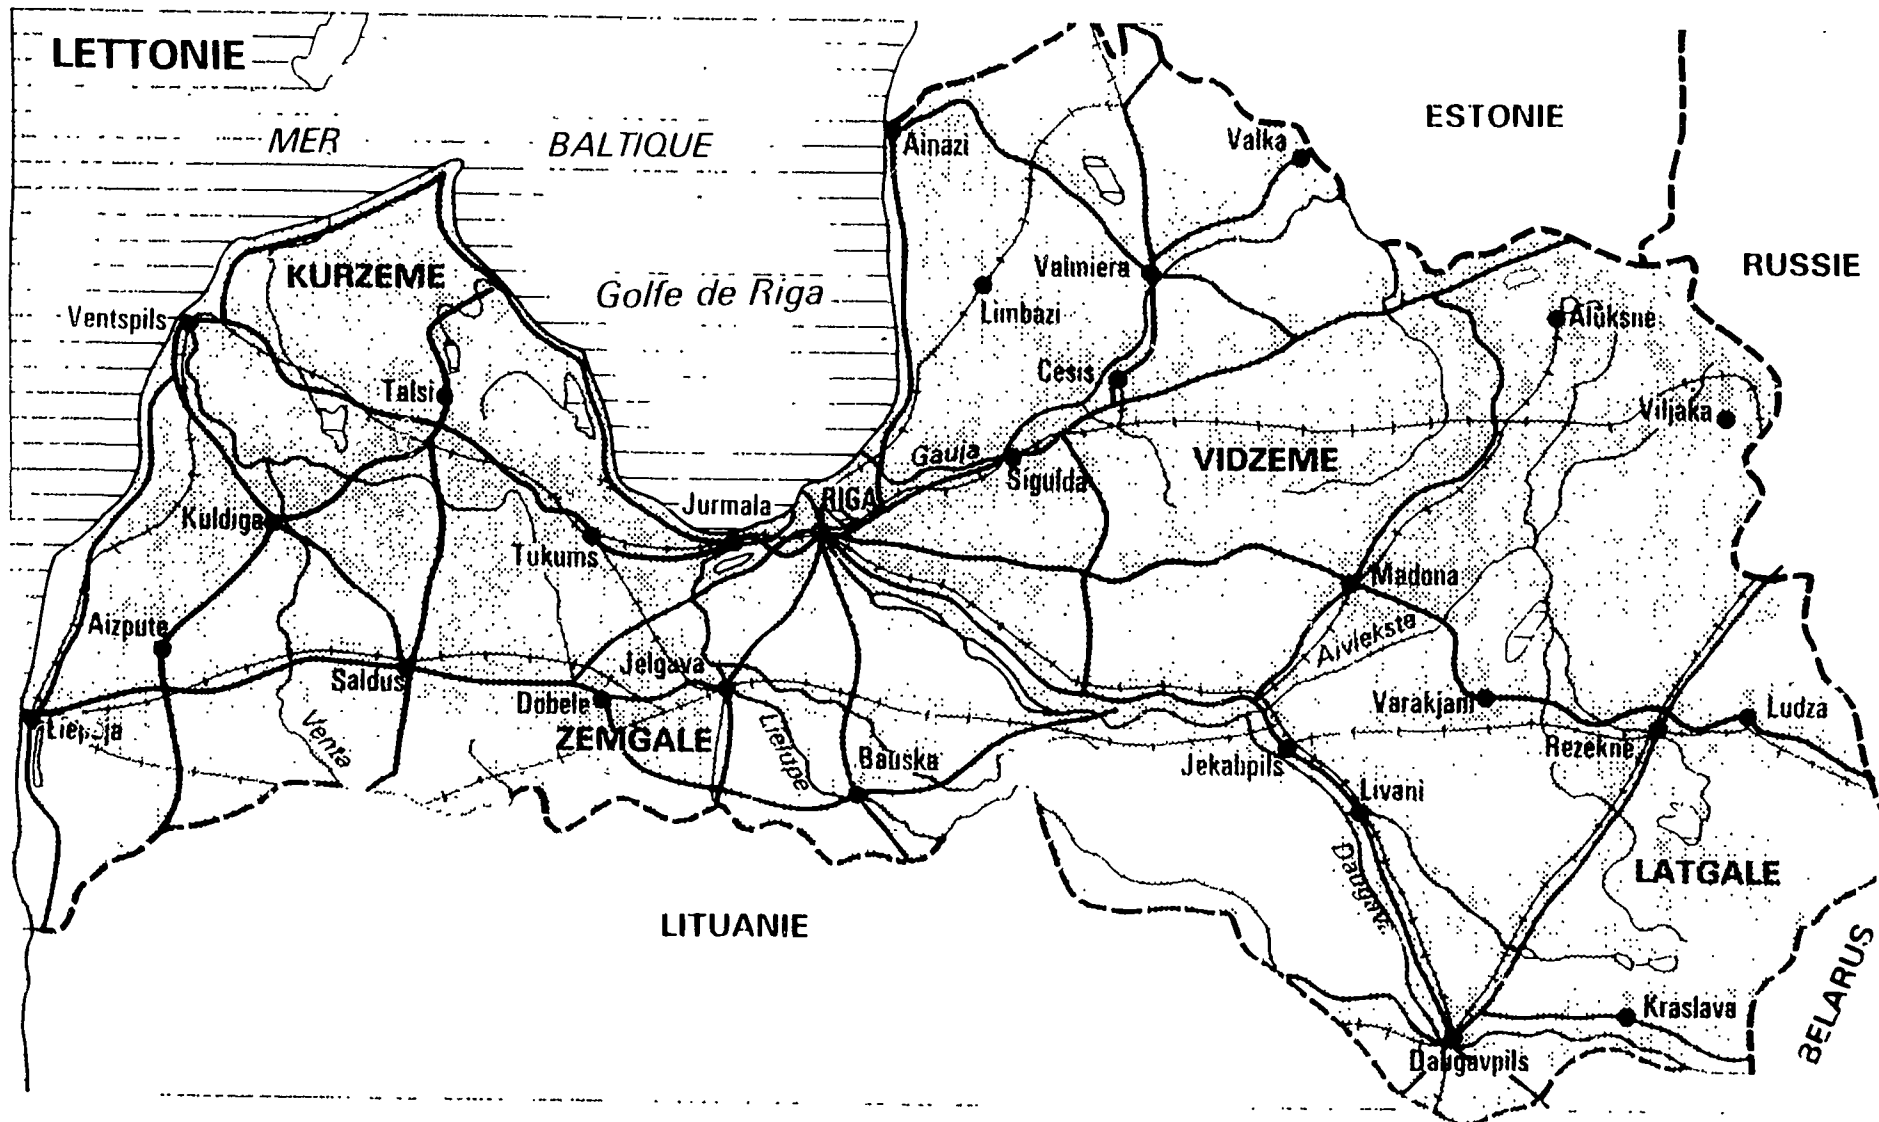 LETTONIE
MER BALTIQUE
ESTONIE
Ainazi
Valka
KURZEME
Golfe de Riga
Valmiera
RUSSIE
Ventspils
Limbazi
Aluksne
Talsi
Cesis
Viljaka
Gauja
VIDZEME
Sigulda
Jurmala
RIGA
Kuldiga
Tukums
Madona
Aizpute
Aiviekste
Jelgava
Saldus
Dobele
Varakjani
Ludza
Liepaja
Venta
ZEMGALE
Lielupe
Bauska
Jekabpils
Rezekne
Livani
Daugava
LATGALE
LITUANIE
BELARUS
Kraslava
Daugavpils